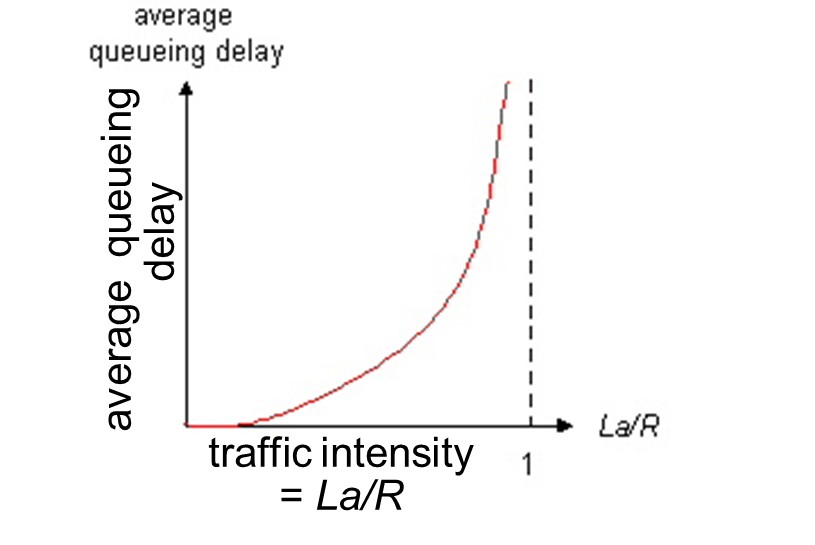 average
queueing delay
average queueing
delay
La/R
traffic intensity
= La/R
1